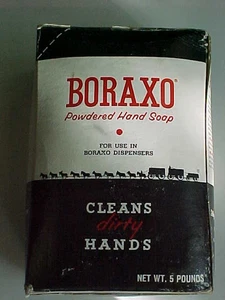 BORAXO®
Powdered Hand Soap
FOR USE IN
BORAXO DISPENSERS
CLEANS
dirty
HANDS
NET WT. 5 POUNDS